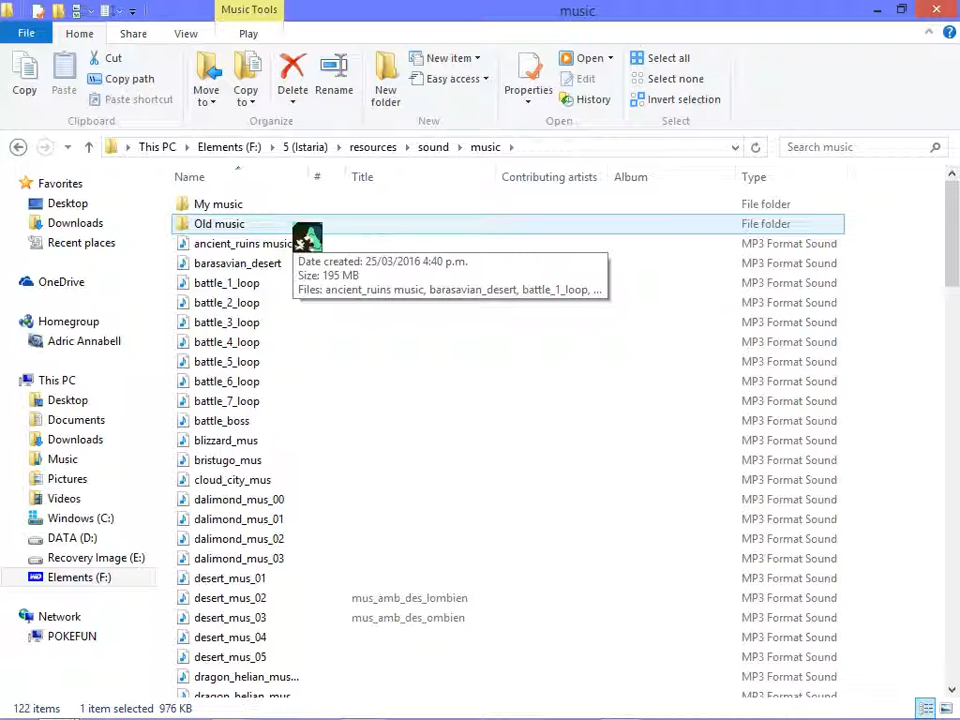 Music Tools
music
File
Home
Share
View
Play
Copy
Paste
Cut
Copy path
Paste shortcut
Clipboard
Move to
Copy to
Delete
Rename
Organize
New folder
New item
Easy access
New
Properties
Open
Edit
History
Open
Select all
Select none
Invert selection
Select
This PC
Elements (F:)
5 (Istaria)
resources
sound
music
Search music
Name
#
Title
Contributing artists
Album
Type
Favorites
Desktop
Downloads
Recent places
OneDrive
Homegroup
Adric Annabell
This PC
Desktop
Documents
Downloads
Music
Pictures
Videos
Windows (C:)
DATA (D:)
Recovery Image (E:)
Elements (F:)
Network
POKEFUN
My music File folder
Old music File folder
ancient_ruins music MP3 Format Sound
barasavian_desert MP3 Format Sound
Date created: 25/03/2016 4:40 p.m.
Size: 195 MB
Files: ancient_ruins music, barasavian_desert, battle_1_loop, ...
battle_1_loop MP3 Format Sound
battle_2_loop MP3 Format Sound
battle_3_loop MP3 Format Sound
battle_4_loop MP3 Format Sound
battle_5_loop MP3 Format Sound
battle_6_loop MP3 Format Sound
battle_7_loop MP3 Format Sound
battle_boss MP3 Format Sound
blizzard_mus MP3 Format Sound
bristugo_mus MP3 Format Sound
cloud_city_mus MP3 Format Sound
dalimond_mus_00 MP3 Format Sound
dalimond_mus_01 MP3 Format Sound
dalimond_mus_02 MP3 Format Sound
dalimond_mus_03 MP3 Format Sound
desert_mus_01 MP3 Format Sound
desert_mus_02 mus_amb_des_lombien MP3 Format Sound
desert_mus_03 mus_amb_des_ombien MP3 Format Sound
desert_mus_04 MP3 Format Sound
desert_mus_05 MP3 Format Sound
dragon_helian_mus... MP3 Format Sound
dragon_helian_mus... MP3 Format Sound
122 items
1 item selected 976 KB